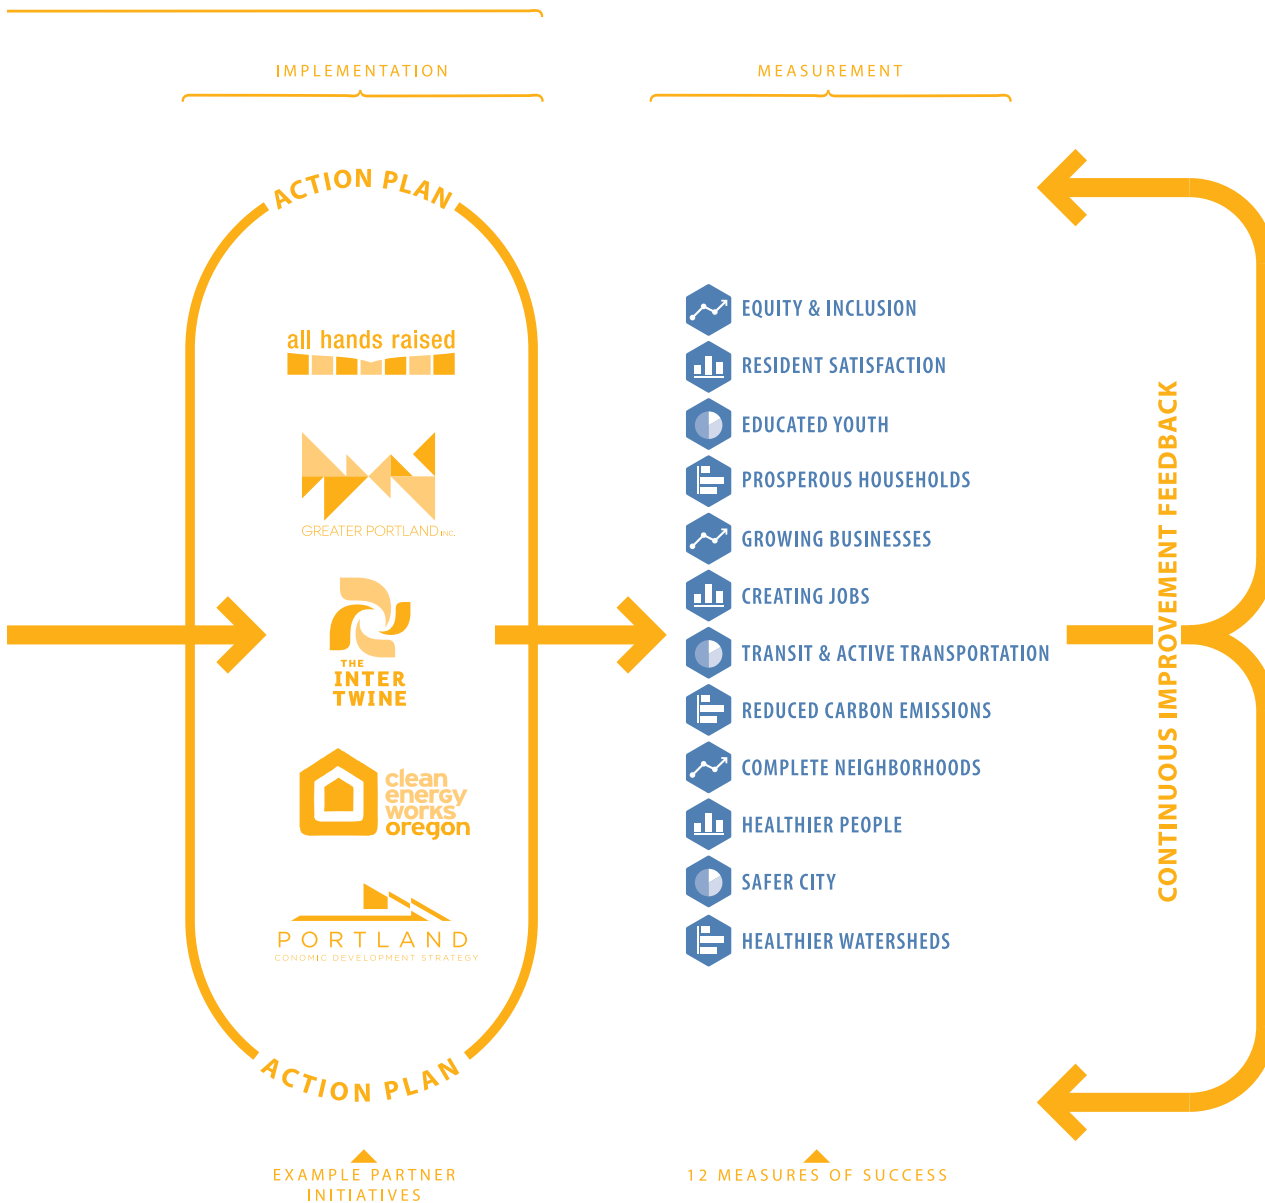 IMPLEMENTATION
MEASUREMENT
ACTION PLAN
all hands raised
GREATER PORTLAND INC.
THE
INTER
TWINE
clean
energy
works
oregon
PORTLAND
CONOMIC DEVELOPMENT STRATEGY
ACTION PLAN
EXAMPLE PARTNER
INITIATIVES
EQUITY & INCLUSION
RESIDENT SATISFACTION
EDUCATED YOUTH
PROSPEROUS HOUSEHOLDS
GROWING BUSINESSES
CREATING JOBS
TRANSIT & ACTIVE TRANSPORTATION
REDUCED CARBON EMISSIONS
COMPLETE NEIGHBORHOODS
HEALTHIER PEOPLE
SAFER CITY
HEALTHIER WATERSHEDS
12 MEASURES OF SUCCESS
CONTINUOUS IMPROVEMENT FEEDBACK